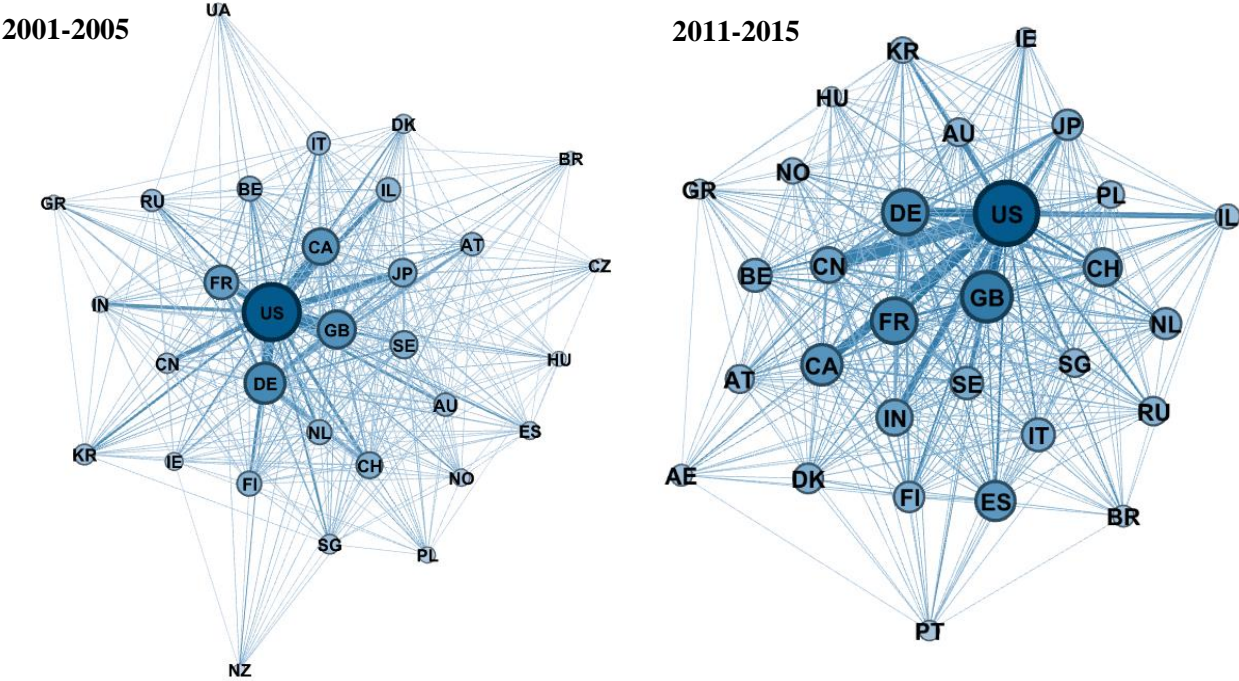 2001-2005
UA
DK
IT
BR
BE
IL
RU
GR
CA
AT
CZ
JP
FR
IN
US
GB
SE
HU
CN
DE
AU
NL
ES
KR
IE
CH
NO
FI
SG
PL
NZ
2011-2015
IE
KR
HU
JP
AU
NO
GR
PL
DE
US
IL
CN
CH
BE
GB
FR
NL
CA
SG
AT
SE
RU
IN
IT
AE
DK
FI
ES
BR
PT